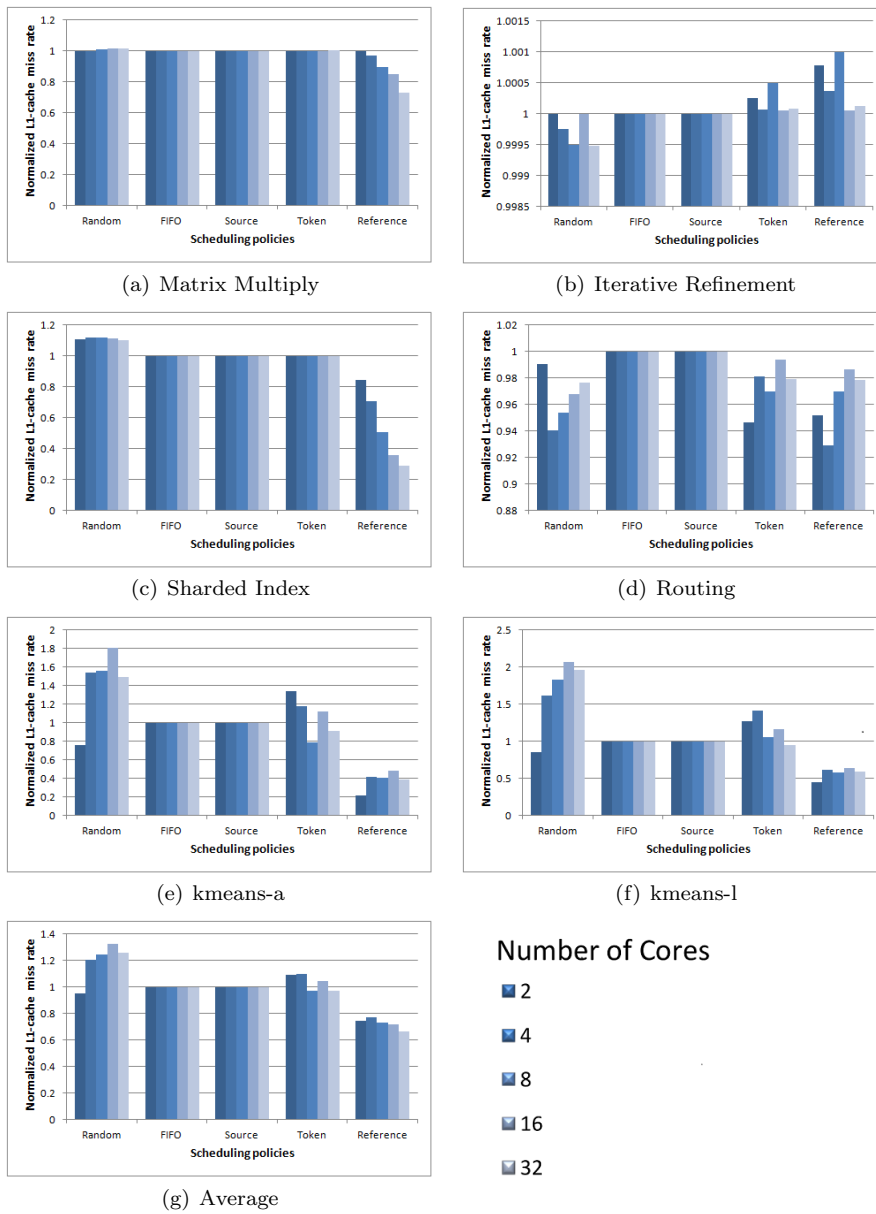 Normalized L1-cache miss rate
1.2
1
0.8
0.6
0.4
0.2
0
Random FIFO Source Token Reference
Scheduling policies
(a) Matrix Multiply
Normalized L1-cache miss rate
1.0015
1.001
1.0005
1
0.9995
0.999
0.9985
Random FIFO Source Token Reference
Scheduling policies
(b) Iterative Refinement
Normalized L1-cache miss rate
1.2
1
0.8
0.6
0.4
0.2
0
Random FIFO Source Token Reference
Scheduling policies
(c) Sharded Index
Normalized L1-cache miss rate
1.02
1
0.98
0.96
0.94
0.92
0.9
0.88
Random FIFO Source Token Reference
Scheduling policies
(d) Routing
Normalized L1-cache miss rate
2
1.8
1.6
1.4
1.2
1
0.8
0.6
0.4
0.2
0
Random FIFO Source Token Reference
Scheduling policies
(e) kmeans-a
Normalized L1-cache miss rate
2.5
2
1.5
1
0.5
0
Random FIFO Source Token Reference
Scheduling policies
(f) kmeans-l
Normalized L1-cache miss rate
1.4
1.2
1
0.8
0.6
0.4
0.2
0
Random FIFO Source Token Reference
Scheduling policies
(g) Average
Number of Cores
2
4
8
16
32